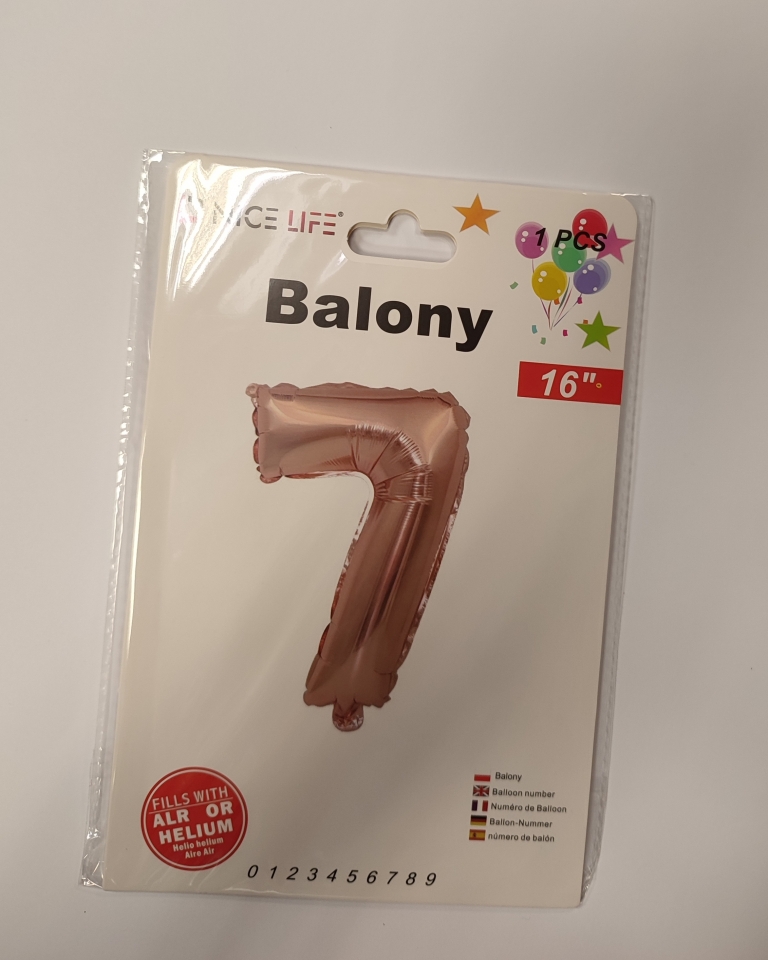 NICE LIFE
1 PCS
Balony
16"
7
Balony
Balloon number
Numéro de Balloon
Ballon-Nummer
número de balón
FILLS WITH
ALR OR
HELIUM
Helio helium
Aire Air
0 1 2 3 4 5 6 7 8 9